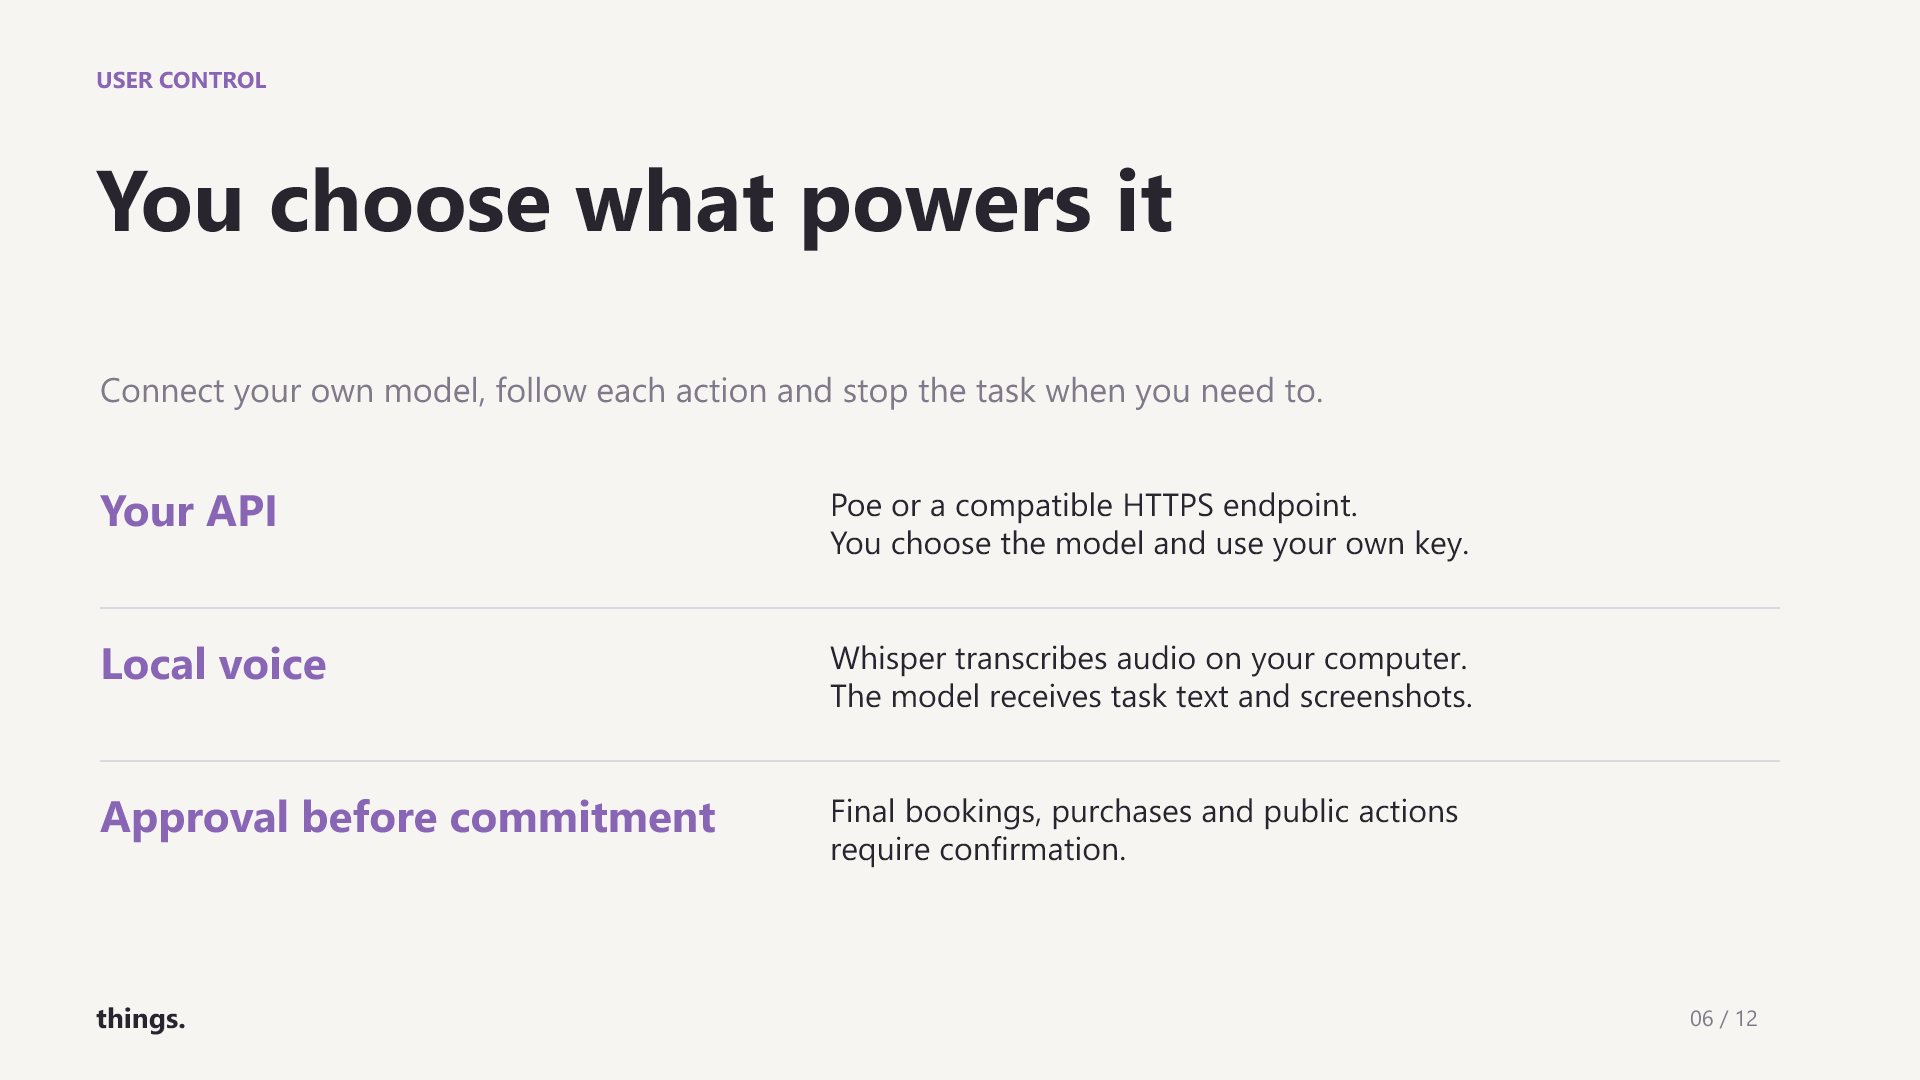 USER CONTROL
You choose what powers it
Connect your own model, follow each action and stop the task when you need to.
Your API
Poe or a compatible HTTPS endpoint.
You choose the model and use your own key.
Local voice
Whisper transcribes audio on your computer.
The model receives task text and screenshots.
Approval before commitment
Final bookings, purchases and public actions
require confirmation.
things.
06 / 12